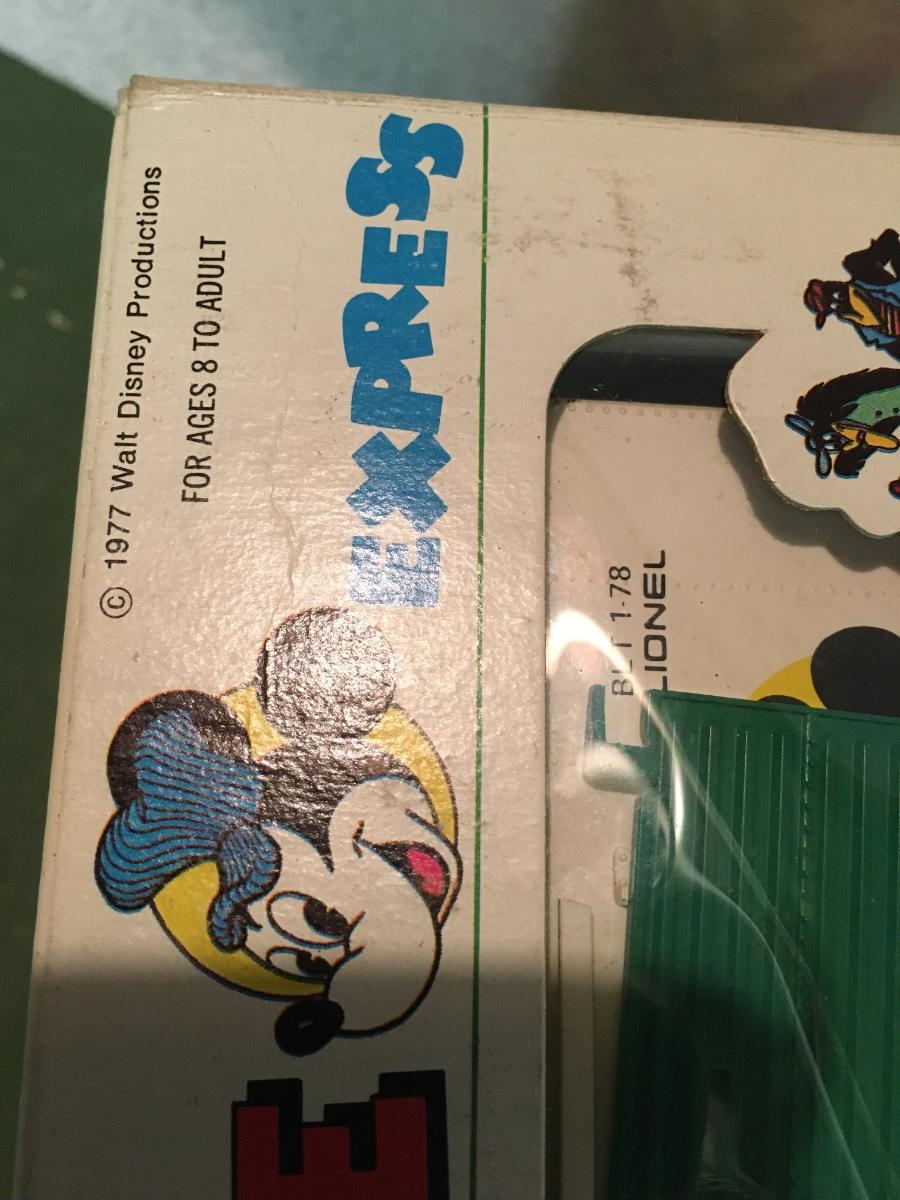 © 1977 Walt Disney Productions
FOR AGES 8 TO ADULT
E
EXPRESS
BLT 1-78
LIONEL